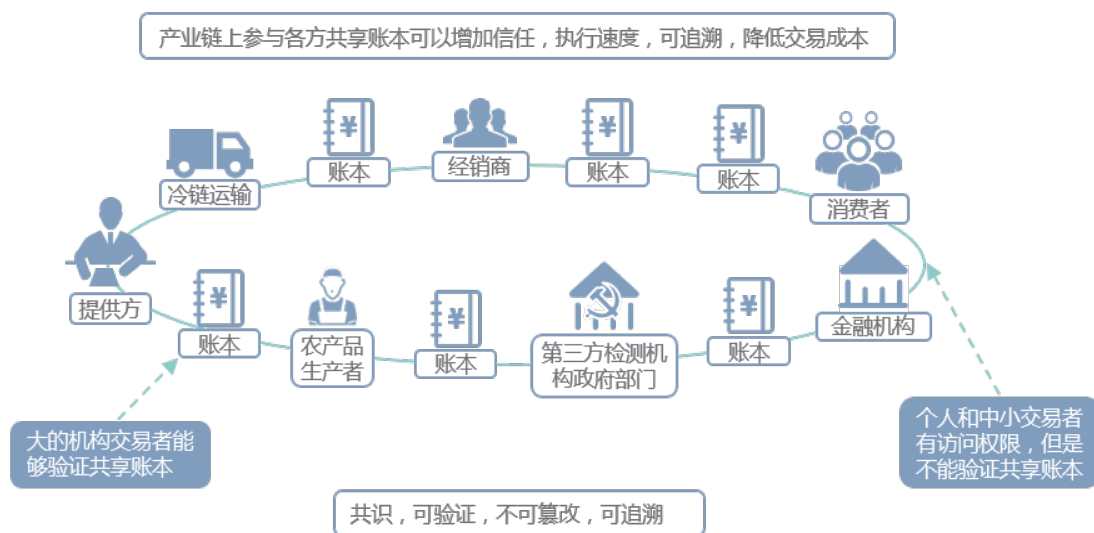 产业链上参与各方共享账本可以增加信任，执行速度，可追溯，降低交易成本
¥
¥
¥
冷链运输
账本
经销商
账本
账本
消费者
提供方
¥
账本
农产品
生产者
¥
账本
第三方检测机
构政府部门
¥
账本
金融机构
大的机构交易者能
够验证共享账本
个人和中小交易者
有访问权限，但是
不能验证共享账本
共识，可验证，不可篡改，可追溯